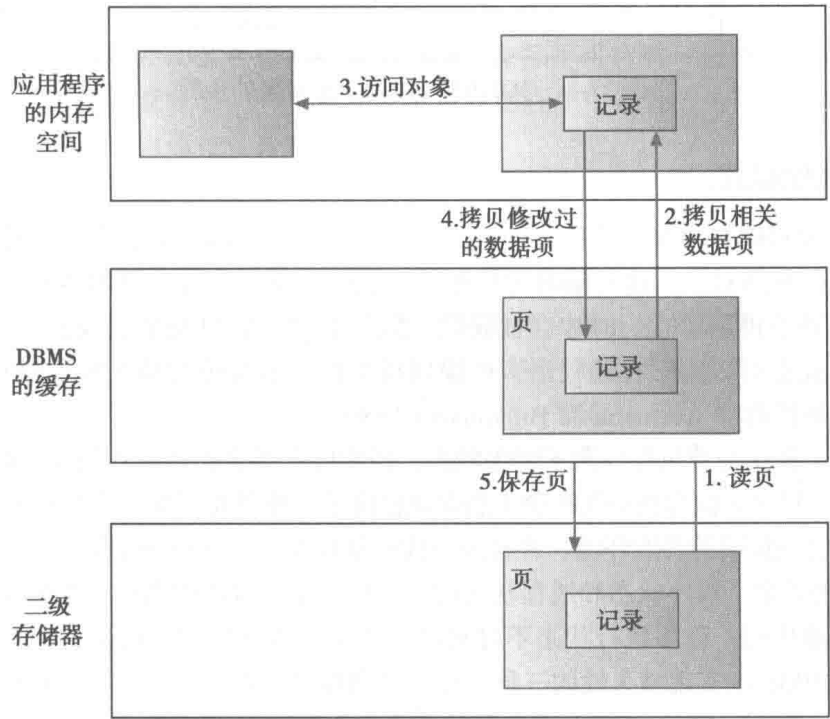 应用程序
的内存
空间
3.访问对象
记录
4.拷贝修改过
的数据项
2.拷贝相关
数据项
DBMS
的缓存
页
记录
5.保存页
1. 读页
二级
存储器
页
记录